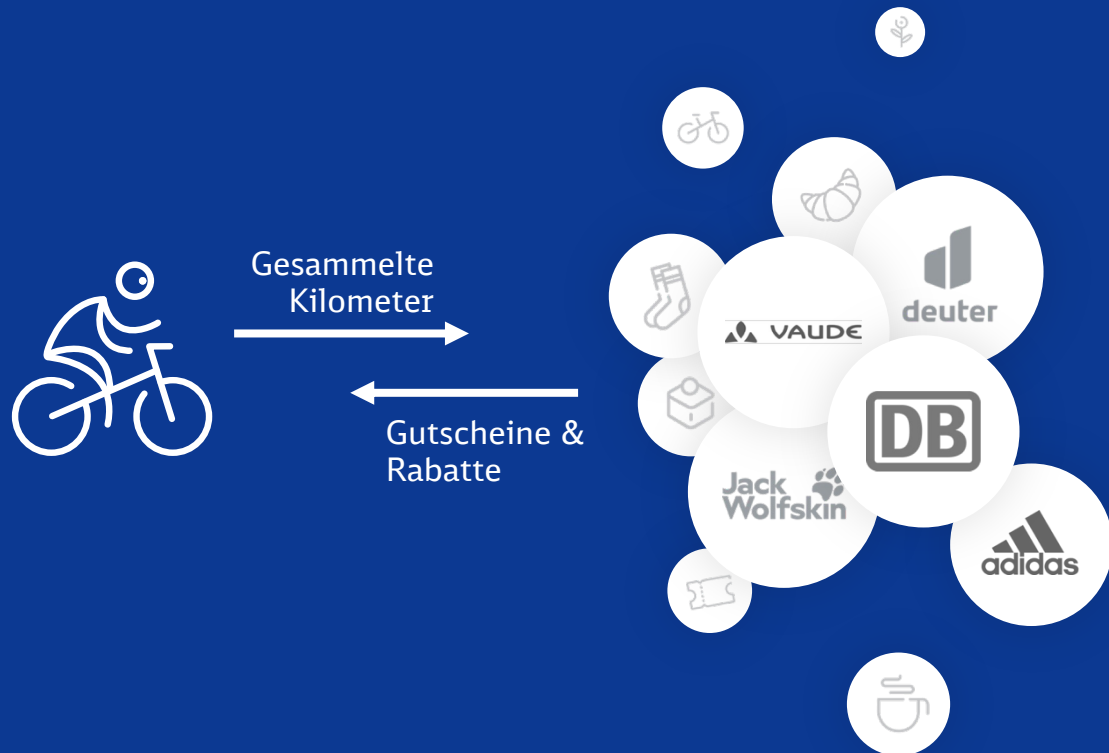 Gesammelte
Kilometer
Gutscheine &
Rabatte
deuter
VAUDE
DB
Jack
Wolfskin
adidas